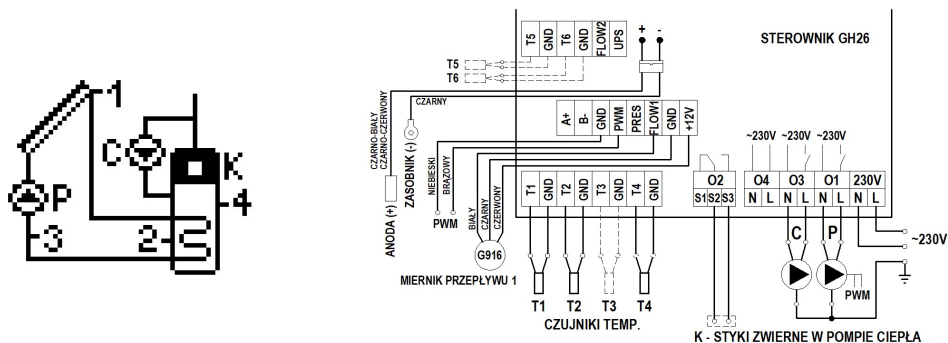 1
C
K
P
4
3
2
STEROWNIK GH26
T5 GND T6 GND FLOW2 UPS
+ -
T5
T6
CZARNO-BIAŁY
CZARNO-CZERWONY
CZARNY
ANODA (+)
ZASOBNIK (-)
A+ B- GND PWM PRES FLOW1 GND +12V
NIEBIESKI
BRĄZOWY
PWM
BIAŁY
CZARNY
CZERWONY
G916
MIERNIK PRZEPŁYWU 1
T1 GND T2 GND T3 GND T4 GND
T1 T2 T3 T4
CZUJNIKI TEMP.
~230V ~230V ~230V
O2 O4 O3 O1 230V
S1 S2 S3 N L N L N L N L
C P
~230V
PWM
K - STYKI ZWIERNE W POMPIE CIEPŁA